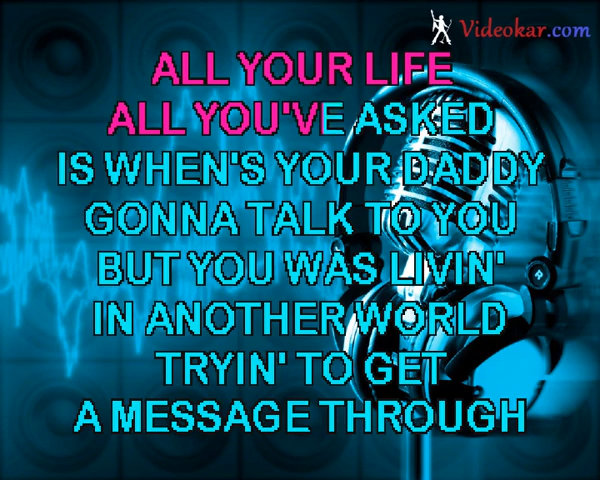 Videokar.com
ALL YOUR LIFE
ALL YOU'VE ASKED
IS WHEN'S YOUR DADDY
GONNA TALK TO YOU
BUT YOU WAS LIVIN'
IN ANOTHER WORLD
TRYIN' TO GET
A MESSAGE THROUGH